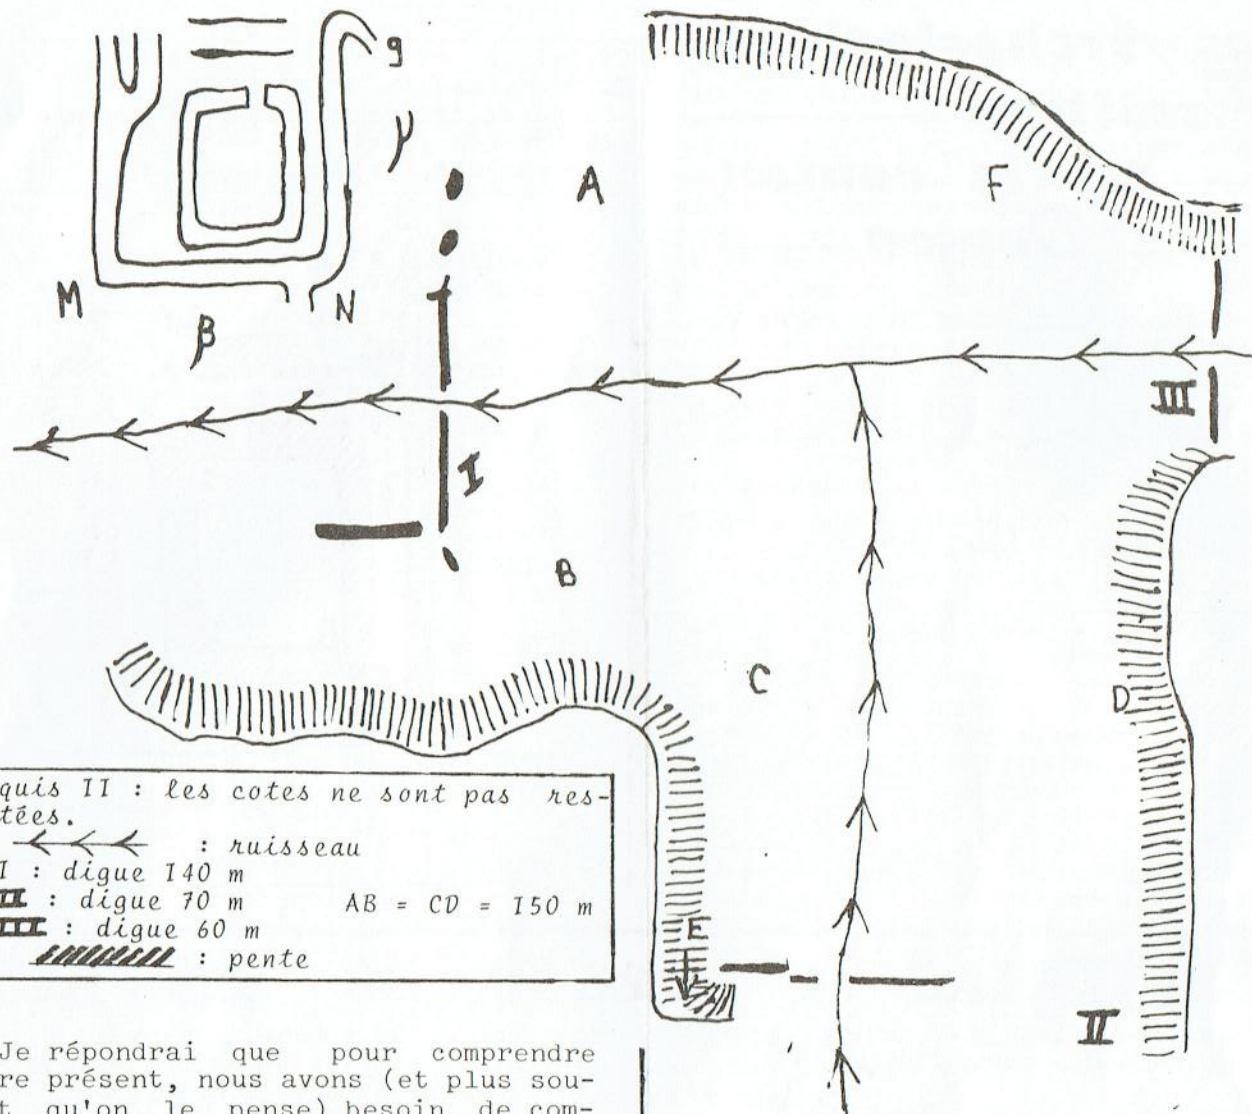 g
γ
A
F
M
N
β
III
I
B
C
D
quis II : les cotes ne sont pas res-
tées.
: ruisseau
I : digue I40 m
II : digue 70 m AB = CD = I50 m
III : digue 60 m
: pente
E
II
Je répondrai que pour comprendre
re présent, nous avons (et plus sou-
t qu'on le pense) besoin de com-